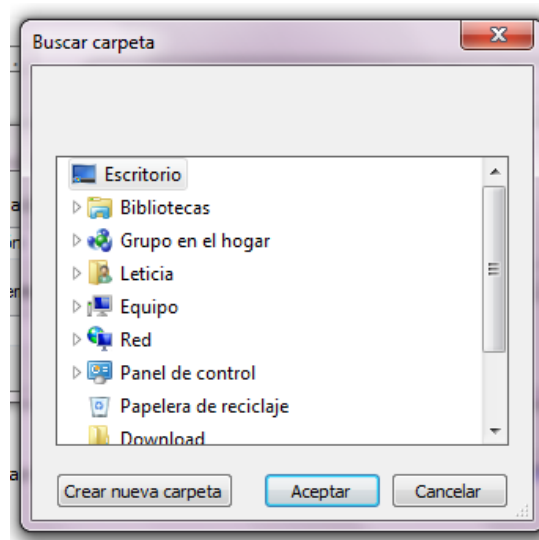 Buscar carpeta
Escritorio
Bibliotecas
Grupo en el hogar
Leticia
Equipo
Red
Panel de control
Papelera de reciclaje
Download
Crear nueva carpeta
Aceptar
Cancelar